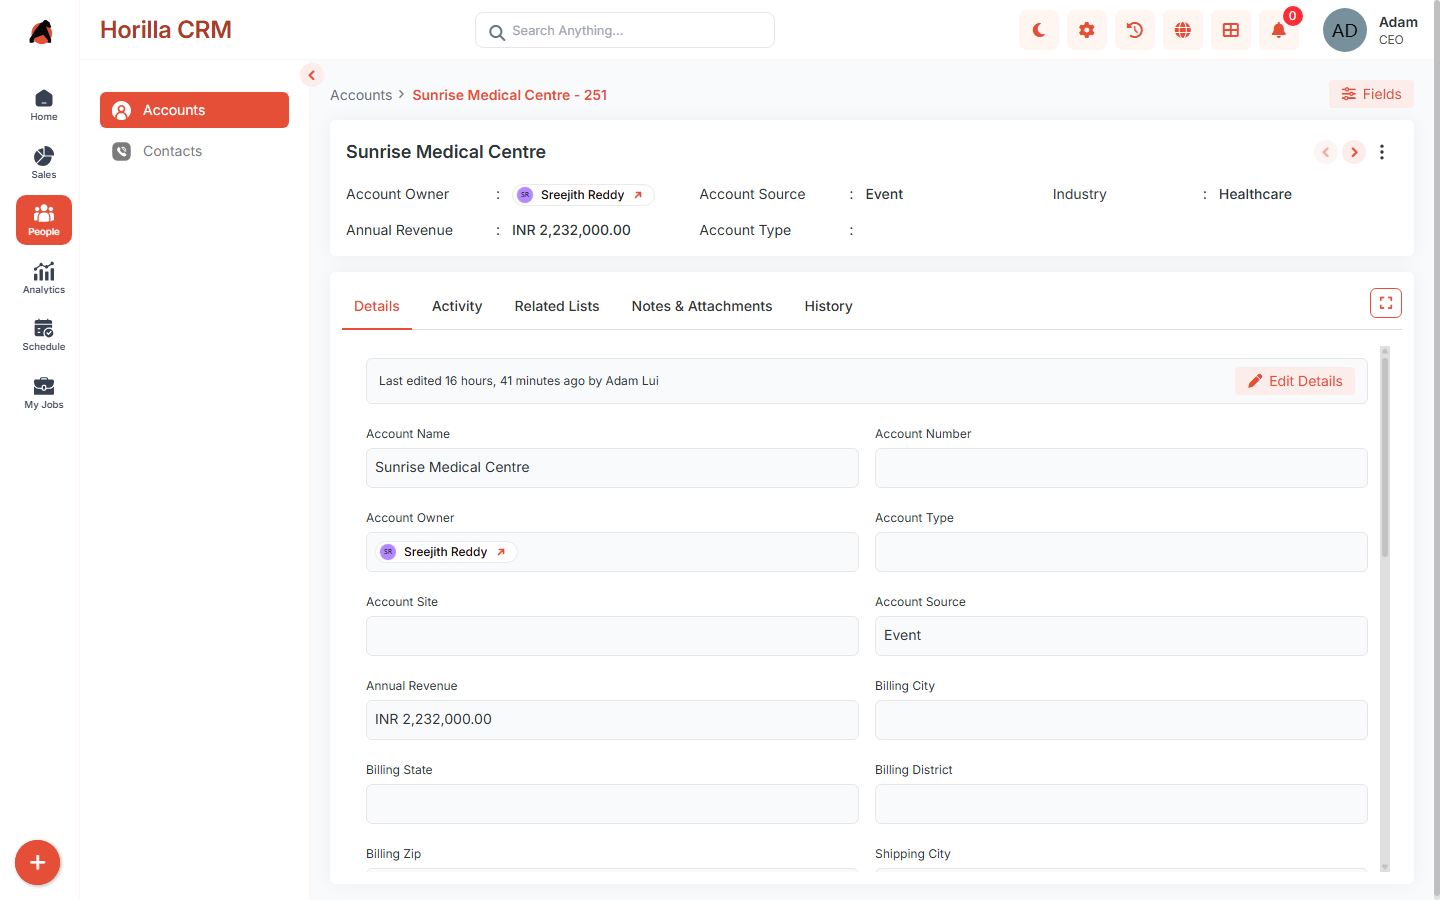 Horilla CRM
Search Anything...
0
AD
Adam
CEO
Home
Sales
People
Analytics
Schedule
My Jobs
Accounts
Contacts
Accounts > Sunrise Medical Centre - 251
Fields
Sunrise Medical Centre
Account Owner : SR Sreejith Reddy
Account Source : Event
Industry : Healthcare
Annual Revenue : INR 2,232,000.00
Account Type :
Details
Activity
Related Lists
Notes & Attachments
History
Last edited 16 hours, 41 minutes ago by Adam Lui
Edit Details
Account Name
Sunrise Medical Centre
Account Number
Account Owner
SR Sreejith Reddy
Account Type
Account Site
Account Source
Event
Annual Revenue
INR 2,232,000.00
Billing City
Billing State
Billing District
Billing Zip
Shipping City